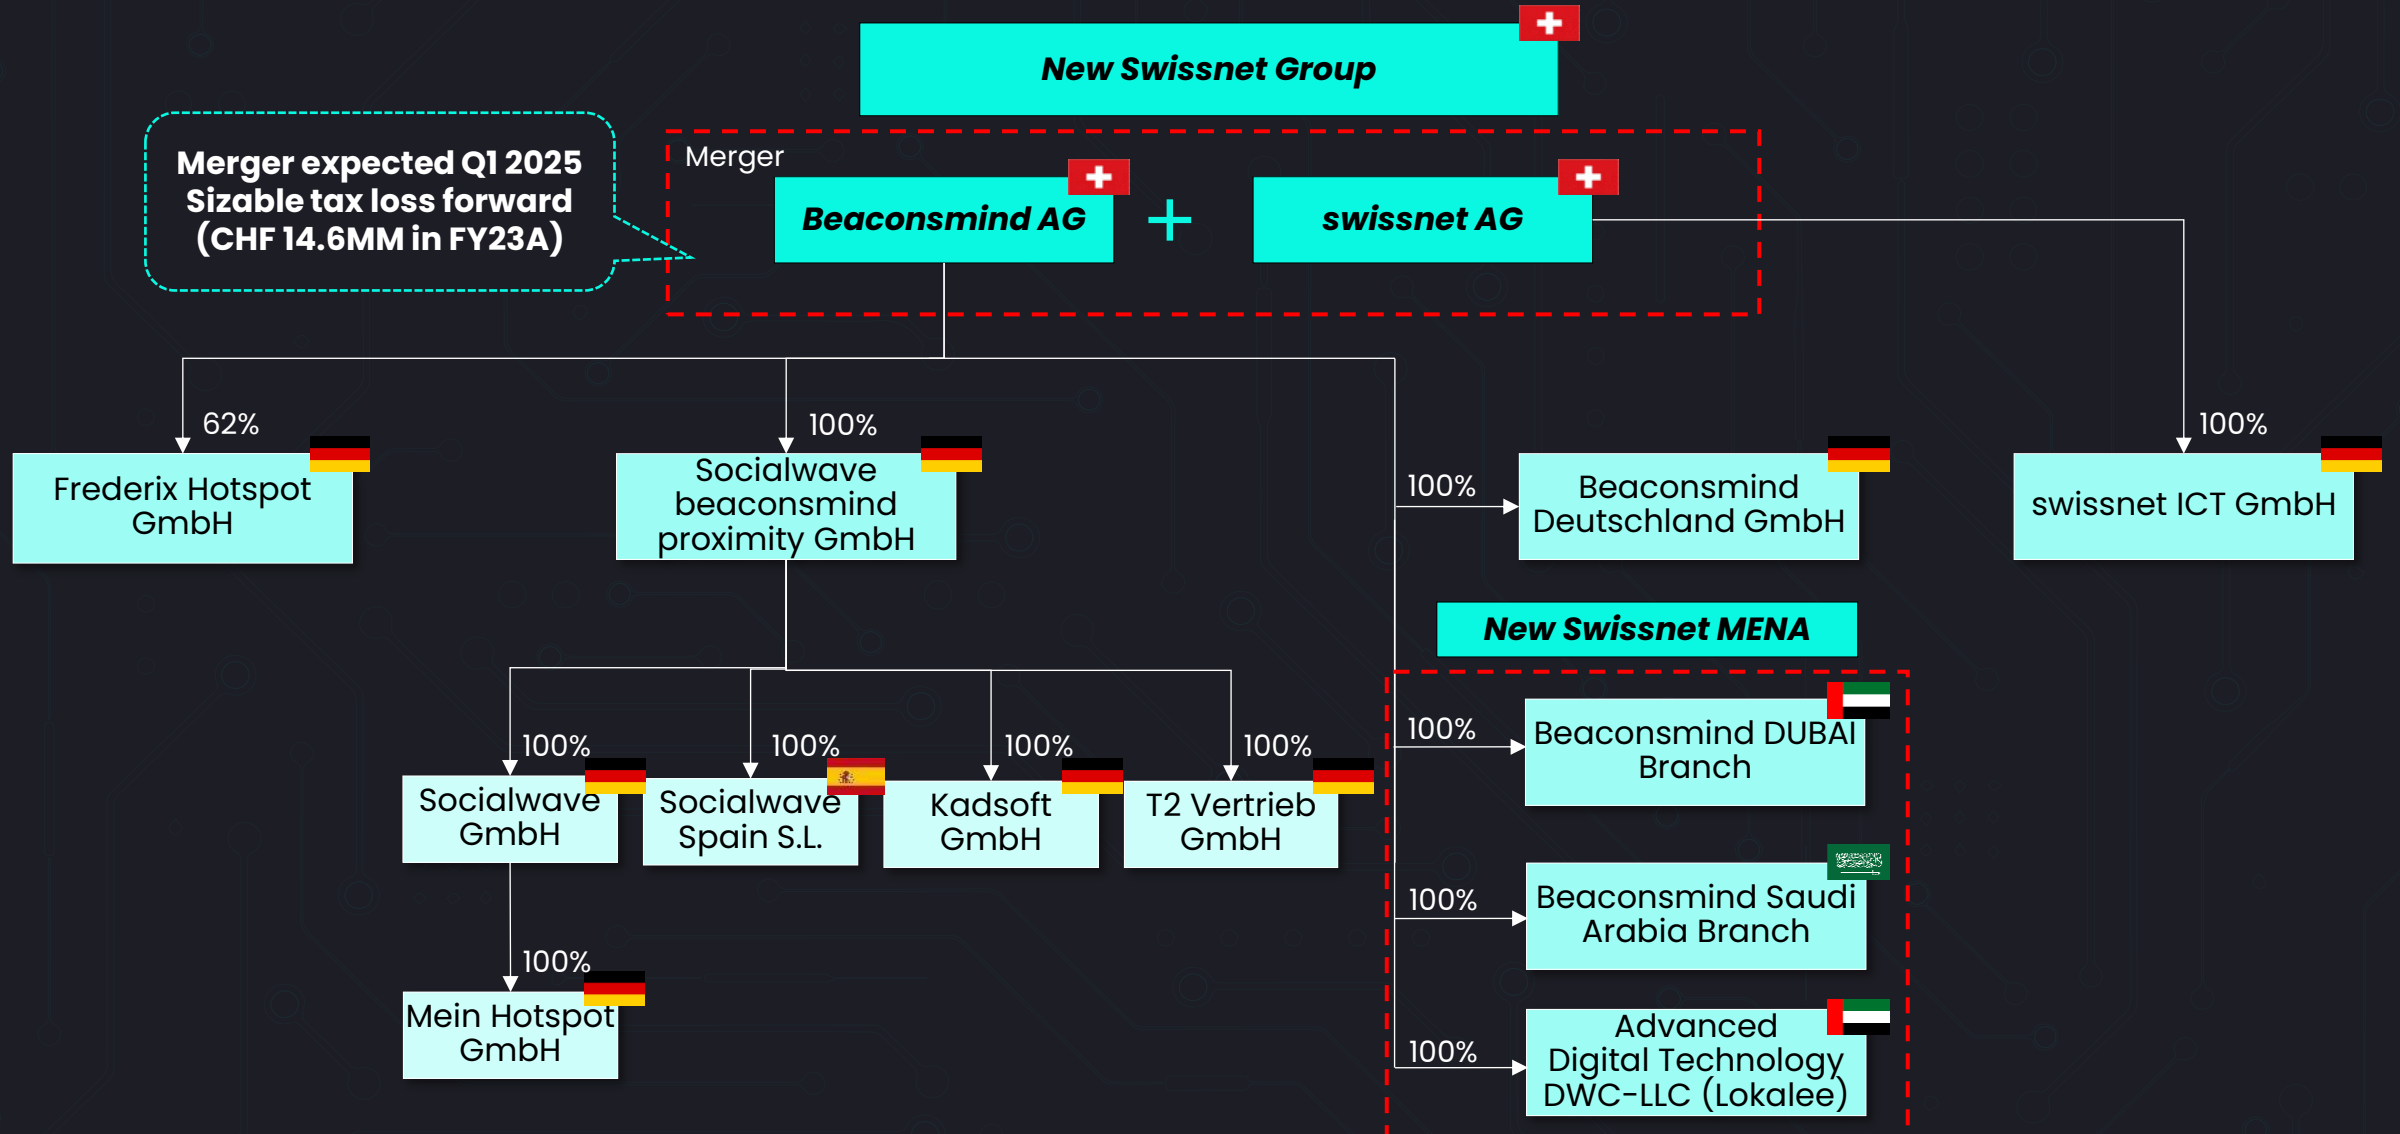 New Swissnet Group
Merger expected Q1 2025
Sizable tax loss forward
(CHF 14.6MM in FY23A)
Merger
Beaconsmind AG
+
swissnet AG
62%
100%
100%
100%
Frederix Hotspot
GmbH
Socialwave
beaconsmind
proximity GmbH
Beaconsmind
Deutschland GmbH
swissnet ICT GmbH
New Swissnet MENA
100%
100%
100%
100%
100%
Socialwave
GmbH
Socialwave
Spain S.L.
Kadsoft
GmbH
T2 Vertrieb
GmbH
Beaconsmind DUBAI
Branch
100%
Beaconsmind Saudi
Arabia Branch
100%
Mein Hotspot
GmbH
100%
Advanced
Digital Technology
DWC-LLC (Lokalee)